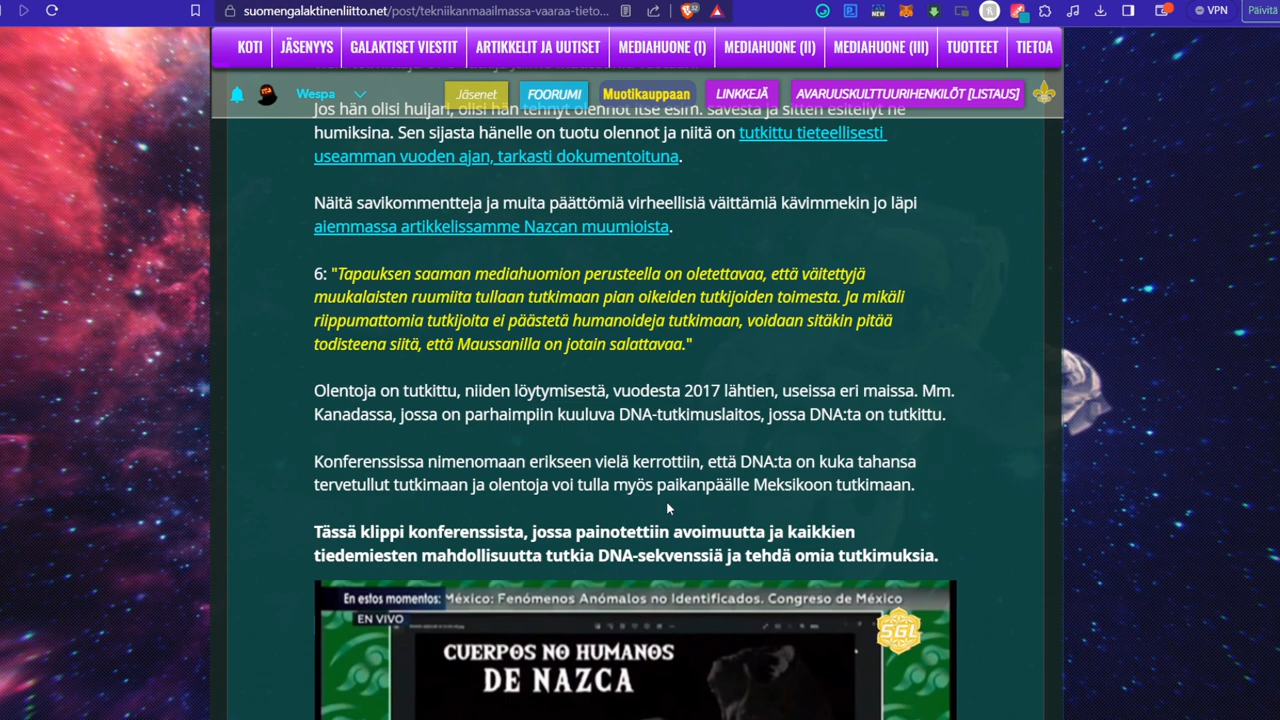 suomengalaktinenliitto.net/post/tekniikanmaailmassa-vaaraa-tieto...
32
NEW
VPN
Päivitä
KOTI
JÄSENYYS
GALAKTISET VIESTIT
ARTIKKELIT JA UUTISET
MEDIAHUONE (I)
MEDIAHUONE (II)
MEDIAHUONE (III)
TUOTTEET
TIETOA
Wespa
Jäsenet
FOORUMI
Muotikauppaan
LINKKEJÄ
AVARUUSKULTTUURIHENKILÖT [LISTAUS]
Jos hän olisi huijari, olisi hän tehnyt olennot itse esim. savesta ja sitten esitellyt ne
humiksina. Sen sijasta hänelle on tuotu olennot ja niitä on tutkittu tieteellisesti
useamman vuoden ajan, tarkasti dokumentoituna.
Näitä savikommentteja ja muita päättömiä virheellisiä väittämiä kävimmekin jo läpi
aiemmassa artikkelissamme Nazcan muumioista.
6: "Tapauksen saaman mediahuomion perusteella on oletettavaa, että väitettyjä
muukalaisten ruumiita tullaan tutkimaan pian oikeiden tutkijoiden toimesta. Ja mikäli
riippumattomia tutkijoita ei päästetä humanoideja tutkimaan, voidaan sitäkin pitää
todisteena siitä, että Maussanilla on jotain salattavaa."
Olentoja on tutkittu, niiden löytymisestä, vuodesta 2017 lähtien, useissa eri maissa. Mm.
Kanadassa, jossa on parhaimpiin kuuluva DNA-tutkimuslaitos, jossa DNA:ta on tutkittu.
Konferenssissa nimenomaan erikseen vielä kerrottiin, että DNA:ta on kuka tahansa
tervetullut tutkimaan ja olentoja voi tulla myös paikanpäälle Meksikoon tutkimaan.
Tässä klippi konferenssista, jossa painotettiin avoimuutta ja kaikkien
tiedemiesten mahdollisuutta tutkia DNA-sekvenssiä ja tehdä omia tutkimuksia.
En estos momentos: México: Fenómenos Anómalos no Identificados. Congreso de México
EN VIVO
SGL
CUERPOS NO HUMANOS
DE NAZCA